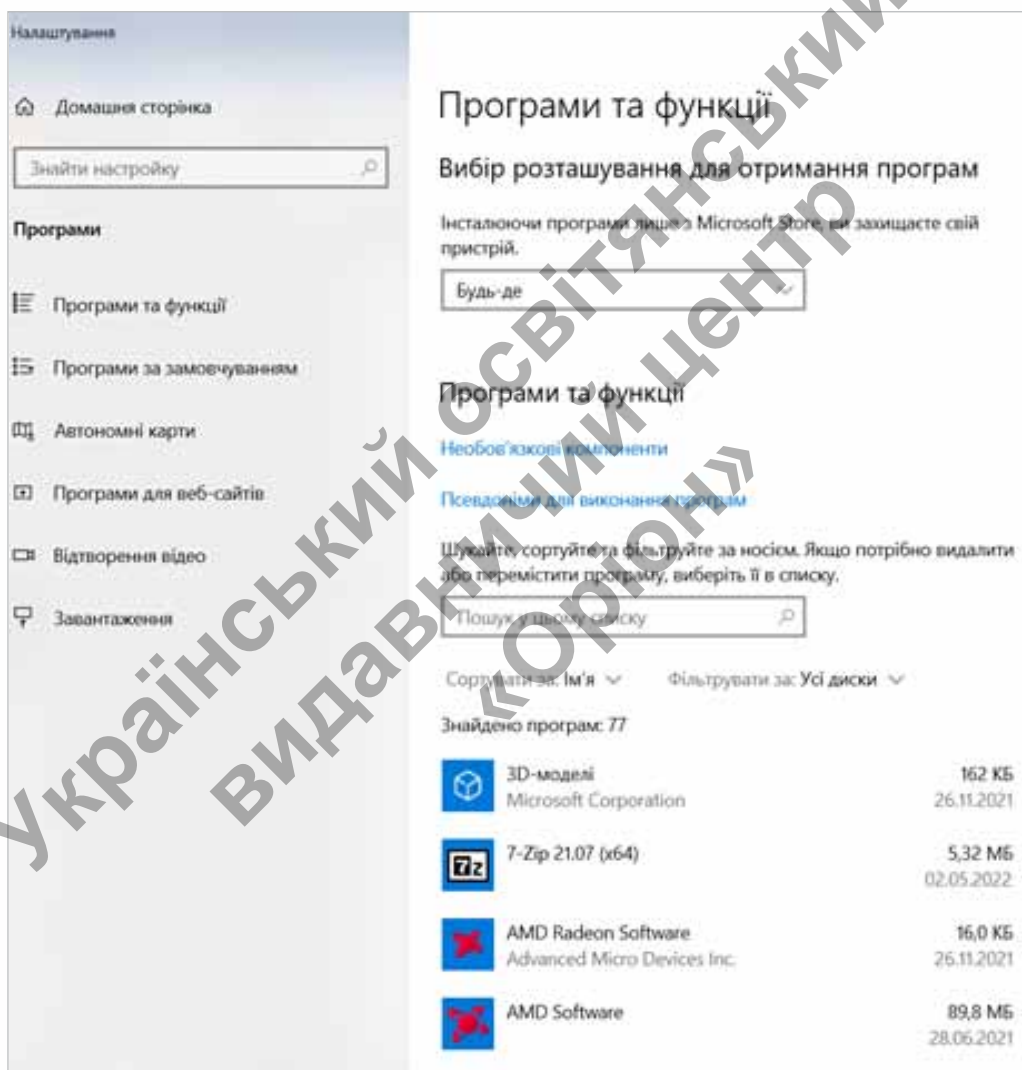 Налаштування
Домашня сторінка
Знайти настройку
Програми
Програми та функції
Програми за замовчуванням
Автономні карти
Програми для веб-сайтів
Відтворення відео
Завантаження
Програми та функції
Вибір розташування для отримання програм
Інсталюючи програми лише з Microsoft Store, ви захищаєте свій
пристрій.
Будь-де
Програми та функції
Необов'язкові компоненти
Псевдоніми для виконання програм
Шукайте, сортуйте та фільтруйте за носієм. Якщо потрібно видалити
або перемістити програму, виберіть її в списку.
Пошук у цьому списку
Сортувати за: Ім'я Фільтрувати за: Усі диски
Знайдено програм: 77
3D-моделі 162 КБ
Microsoft Corporation 26.11.2021
7-Zip 21.07 (x64) 5,32 МБ
02.05.2022
AMD Radeon Software 16,0 КБ
Advanced Micro Devices Inc. 26.11.2021
AMD Software 89,8 МБ
28.06.2021
Український освітянський
видавничий центр
«Оріон»